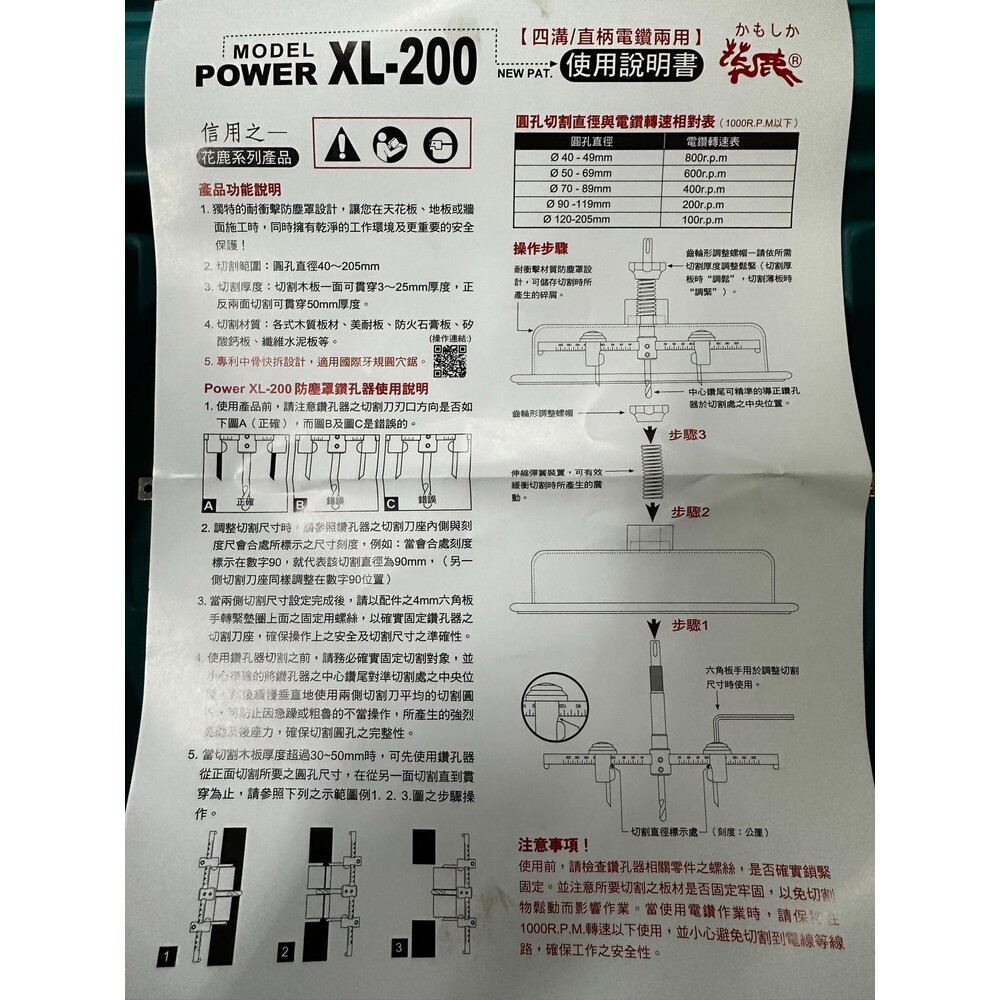 MODEL
POWER XL-200
【四溝/直柄電鑽兩用】
NEW PAT. 使用說明書
かもしか
花鹿®
信用之一
花鹿系列產品
產品功能說明
1. 獨特的耐衝擊防塵罩設計，讓您在天花板、地板或牆
面施工時，同時擁有乾淨的工作環境及更重要的安全
保護！
2. 切割範圍：圓孔直徑40～205mm
3. 切割厚度：切割木板一面可貫穿3～25mm厚度，正
反兩面切割可貫穿50mm厚度。
4. 切割材質：各式木質板材、美耐板、防火石膏板、矽
酸鈣板、纖維水泥板等。
(操作連結:)
5. 專利中骨快拆設計，適用國際牙規圓穴鋸。
Power XL-200 防塵罩鑽孔器使用說明
1. 使用產品前，請注意鑽孔器之切割刀刃口方向是否如
下圖A（正確），而圖B及圖C是錯誤的。
A 正確 B 錯誤 C 錯誤
2. 調整切割尺寸時，請參照鑽孔器之切割刀座內側與刻
度尺會合處所標示之尺寸刻度，例如：當會合處刻度
標示在數字90，就代表該切割直徑為90mm，（另一
側切割刀座同樣調整在數字90位置）
3. 當兩側切割尺寸設定完成後，請以配件之4mm六角板
手轉緊墊圈上面之固定用螺絲，以確實固定鑽孔器之
切割刀座，確保操作上之安全及切割尺寸之準確性。
4. 使用鑽孔器切割之前，請務必確實固定切割對象，並
小心準確的將鑽孔器之中心鑽尾對準切割處之中央位
後緩慢垂直地使用兩側切割刀平均的切割圓
防止因急躁或粗魯的不當操作，所產生的強烈
後座力，確保切割圓孔之完整性。
5. 當切割木板厚度超過30~50mm時，可先使用鑽孔器
從正面切割所要之圓孔尺寸，在從另一面切割直到貫
穿為止，請參照下列之示範圖例1. 2. 3.圖之步驟操
作。
1 2 3
圓孔切割直徑與電鑽轉速相對表（1000R.P.M以下）
圓孔直徑 電鑽轉速表
Ø 40 - 49mm 800r.p.m
Ø 50 - 69mm 600r.p.m
Ø 70 - 89mm 400r.p.m
Ø 90 -119mm 200r.p.m
Ø 120-205mm 100r.p.m
操作步驟
耐衝擊材質防塵罩設
計，可儲存切割時所
產生的碎屑。
齒輪形調整螺帽—請依所需
切割厚度調整鬆緊（切割厚
板時“調鬆”，切割薄板時
“調緊”）。
中心鑽尾可精準的導正鑽孔
器於切割處之中央位置。
齒輪形調整螺帽
步驟3
伸縮彈簧裝置，可有效
緩衝切割時所產生的震
動。
步驟2
步驟1
六角板手用於調整切割
尺寸時使用。
切割直徑標示處（刻度：公厘）
注意事項！
使用前，請檢查鑽孔器相關零件之螺絲，是否確實鎖緊
固定。並注意所要切割之板材是否固定牢固，以免切割
物鬆動而影響作業。當使用電鑽作業時，請保持在
1000R.P.M.轉速以下使用，並小心避免切割到電線等線
路，確保工作之安全性。